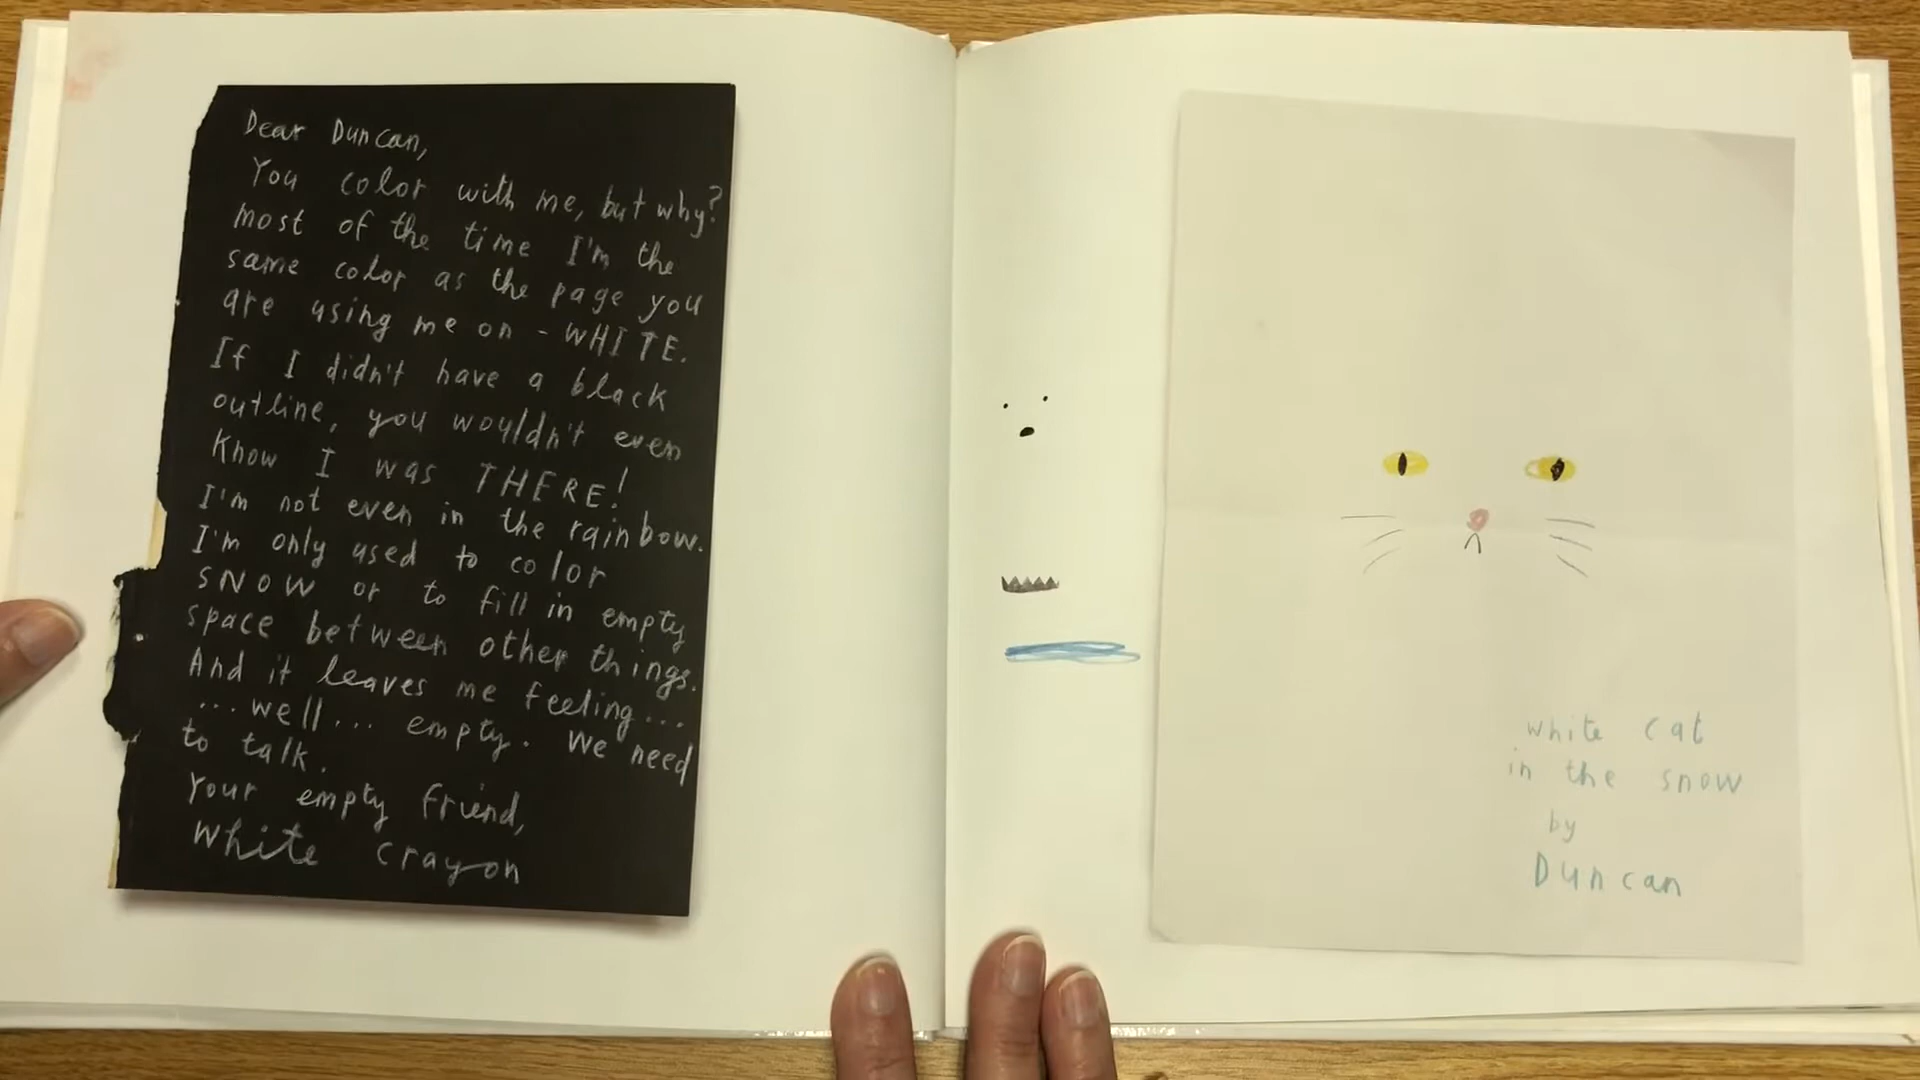 Dear Duncan,
You color with me, but why?
most of the time I'm the
same color as the page you
are using me on - WHITE.
If I didn't have a black
outline, you wouldn't even
Know I was THERE!
I'm not even in the rainbow.
I'm only used to color
SNOW or to fill in empty
space between other things.
And it leaves me feeling...
...well... empty. We need
to talk.
Your empty friend,
White crayon
white cat
in the snow
by
Duncan